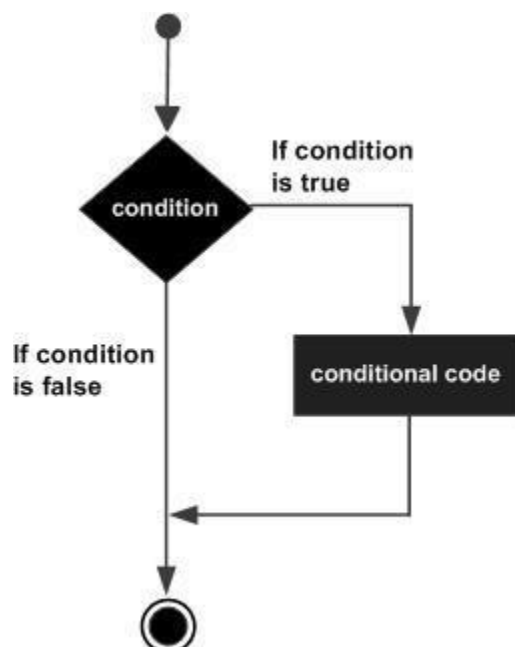 If condition
is true
condition
If condition
is false
conditional code